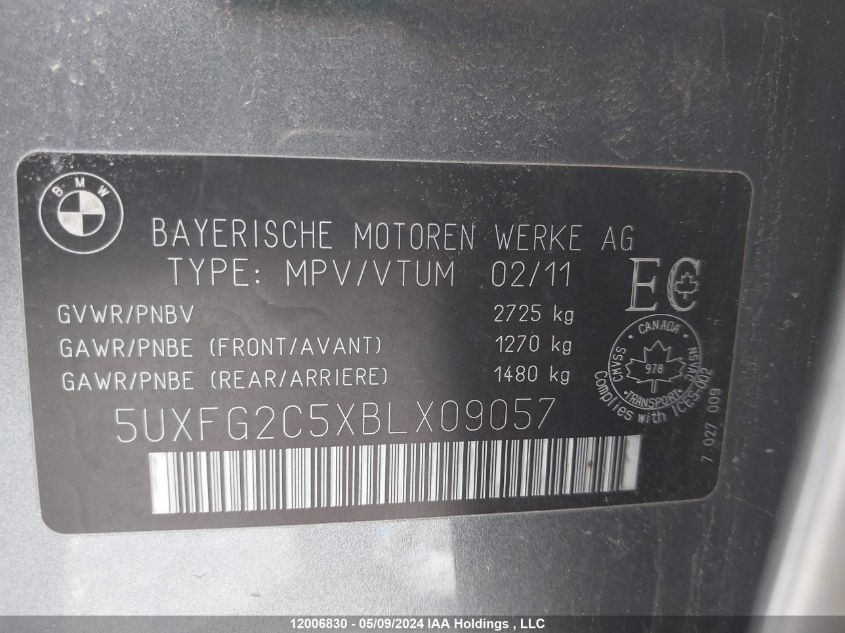 BMW
BAYERISCHE MOTOREN WERKE AG
TYPE: MPV/VTUM 02/11
EC
GVWR/PNBV 2725 kg
GAWR/PNBE (FRONT/AVANT) 1270 kg
GAWR/PNBE (REAR/ARRIERE) 1480 kg
CANADA
CMVSS NSVAC
978
TRANSPORT
Complies with ICES-002
7 027 009
5UXFG2C5XBLX09057
12006830 - 05/09/2024 IAA Holdings , LLC